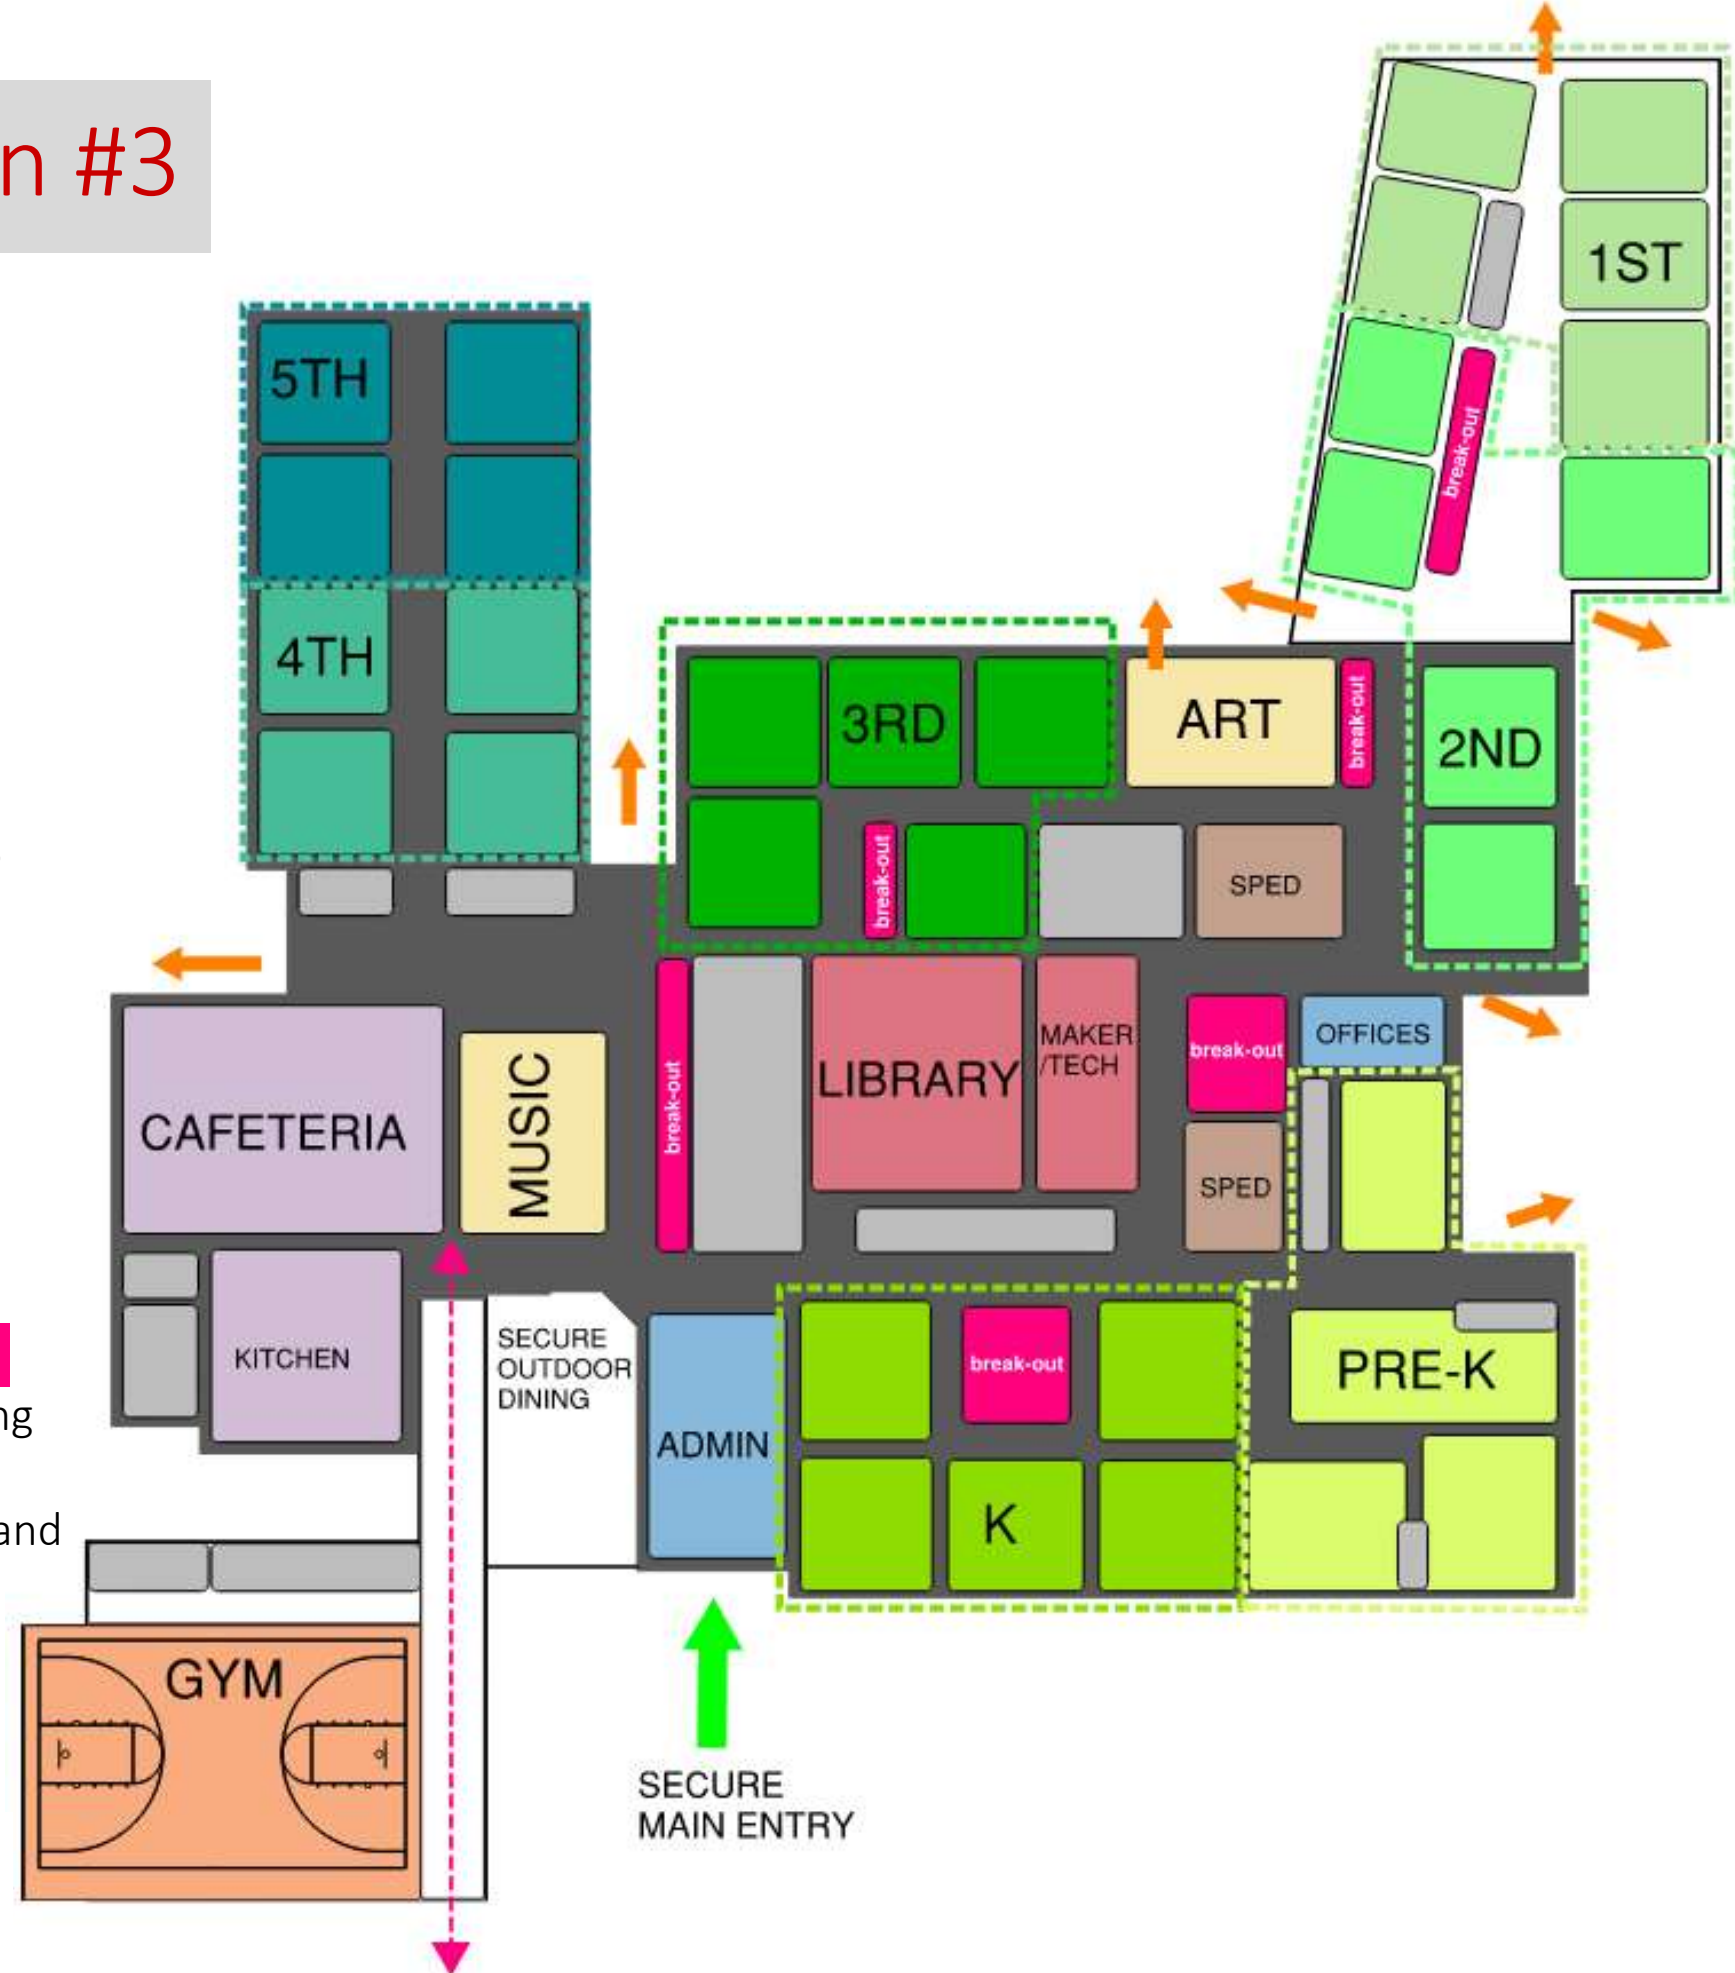 n #3
1ST
5TH
break-out
4TH
3RD
ART
break-out
2ND
break-out
SPED
OFFICES
MAKER
/TECH
break-out
LIBRARY
CAFETERIA
MUSIC
break-out
SPED
SECURE
OUTDOOR
DINING
KITCHEN
break-out
PRE-K
ng
ADMIN
K
and
GYM
SECURE
MAIN ENTRY